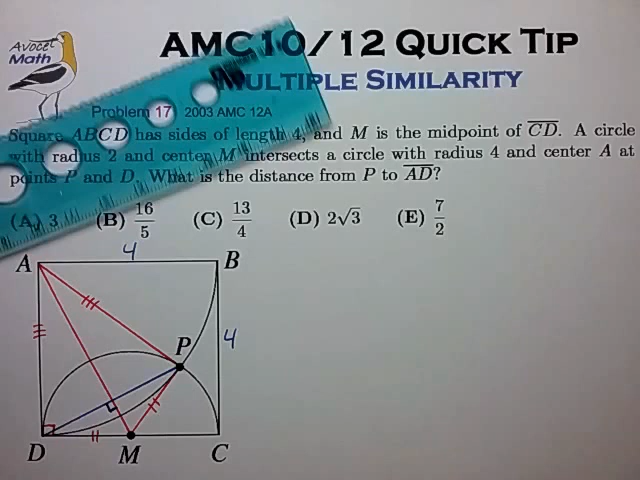 Avocet
Math
AMC 10/12 QUICK TIP
MULTIPLE SIMILARITY
Problem 17 2003 AMC 12A
Square ABCD has sides of length 4, and M is the midpoint of CD. A circle
with radius 2 and center M intersects a circle with radius 4 and center A at
points P and D. What is the distance from P to AD?
(A) 3 (B) 16/5 (C) 13/4 (D) 2√3 (E) 7/2
4
A B
P 4
D M C